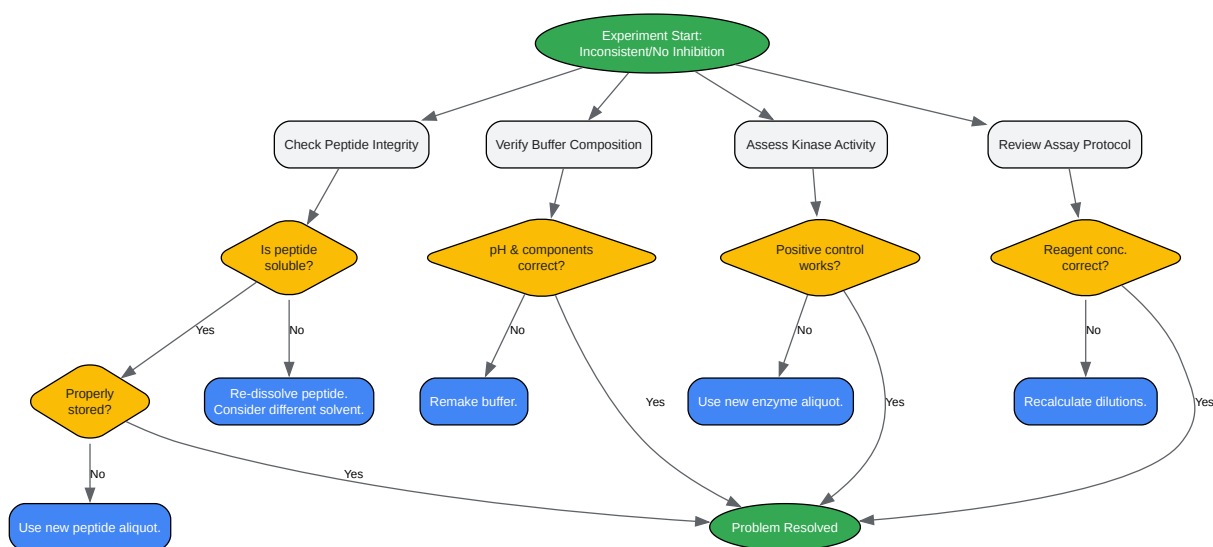 Experiment Start:
Inconsistent/No Inhibition
Check Peptide Integrity
Verify Buffer Composition
Assess Kinase Activity
Review Assay Protocol
Is peptide
soluble?
pH & components
correct?
Positive control
works?
Reagent conc.
correct?
Yes
No
No
No
No
Properly
stored?
Re-dissolve peptide.
Consider different solvent.
Remake buffer.
Yes
Use new enzyme aliquot.
Yes
Recalculate dilutions.
Yes
No
Yes
Use new peptide aliquot.
Problem Resolved